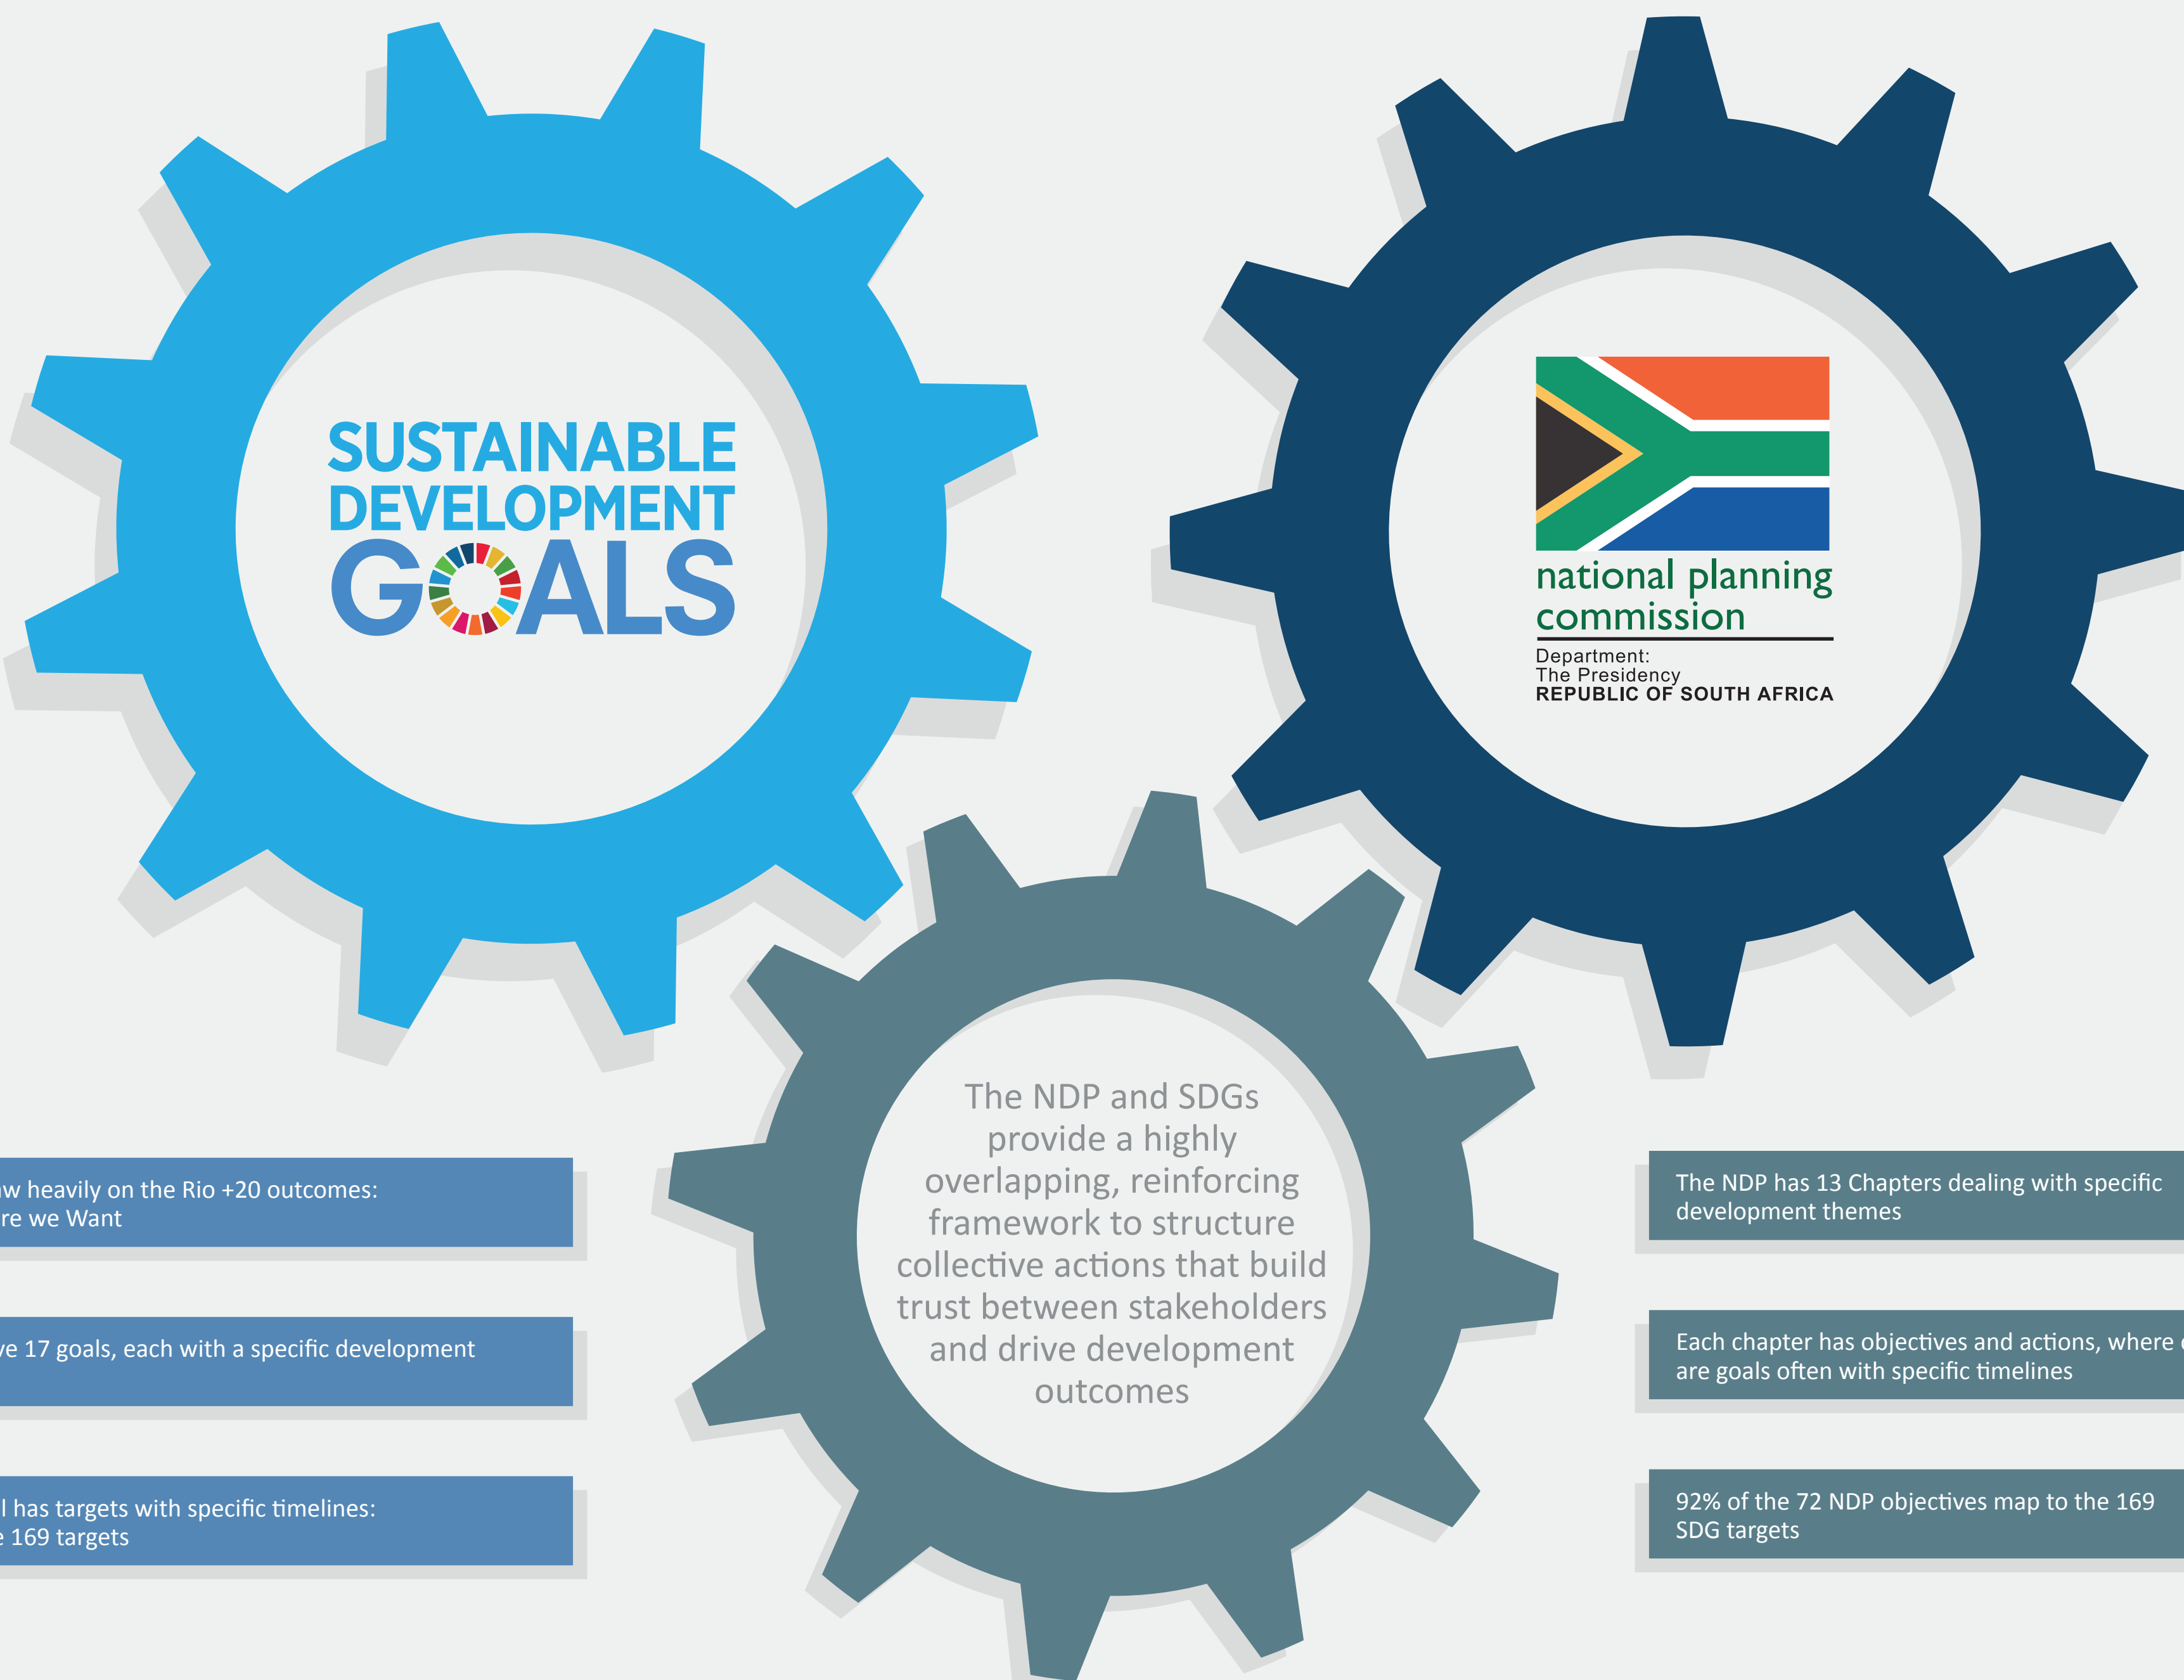 SUSTAINABLE
DEVELOPMENT
GOALS
national planning
commission
Department:
The Presidency
REPUBLIC OF SOUTH AFRICA
The NDP and SDGs
provide a highly
overlapping, reinforcing
framework to structure
collective actions that build
trust between stakeholders
and drive development
outcomes
heavily on the Rio +20 outcomes:
we Want
17 goals, each with a specific development
has targets with specific timelines:
169 targets
The NDP has 13 Chapters dealing with specific
development themes
Each chapter has objectives and actions, where
are goals often with specific timelines
92% of the 72 NDP objectives map to the 169
SDG targets